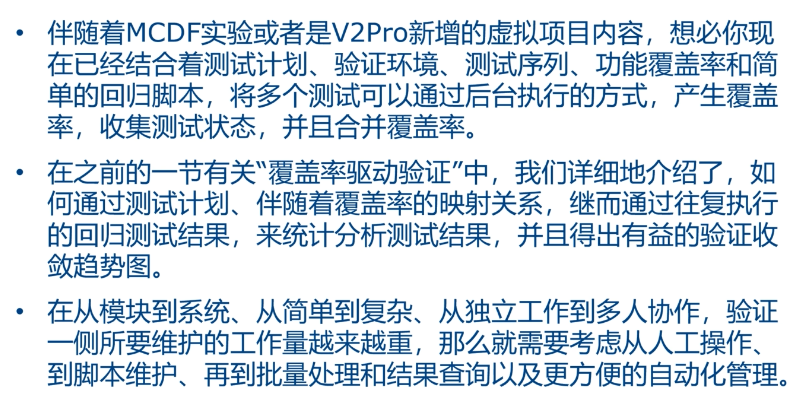 • 伴随着MCDF实验或者是V2Pro新增的虚拟项目内容，想必你现
在已经结合着测试计划、验证环境、测试序列、功能覆盖率和简
单的回归脚本，将多个测试可以通过后台执行的方式，产生覆盖
率，收集测试状态，并且合并覆盖率。
• 在之前的一节有关“覆盖率驱动验证”中，我们详细地介绍了，如
何通过测试计划、伴随着覆盖率的映射关系，继而通过往复执行
的回归测试结果，来统计分析测试结果，并且得出有益的验证收
敛趋势图。
• 在从模块到系统、从简单到复杂、从独立工作到多人协作，验证
一侧所要维护的工作量越来越重，那么就需要考虑从人工操作、
到脚本维护、再到批量处理和结果查询以及更方便的自动化管理。